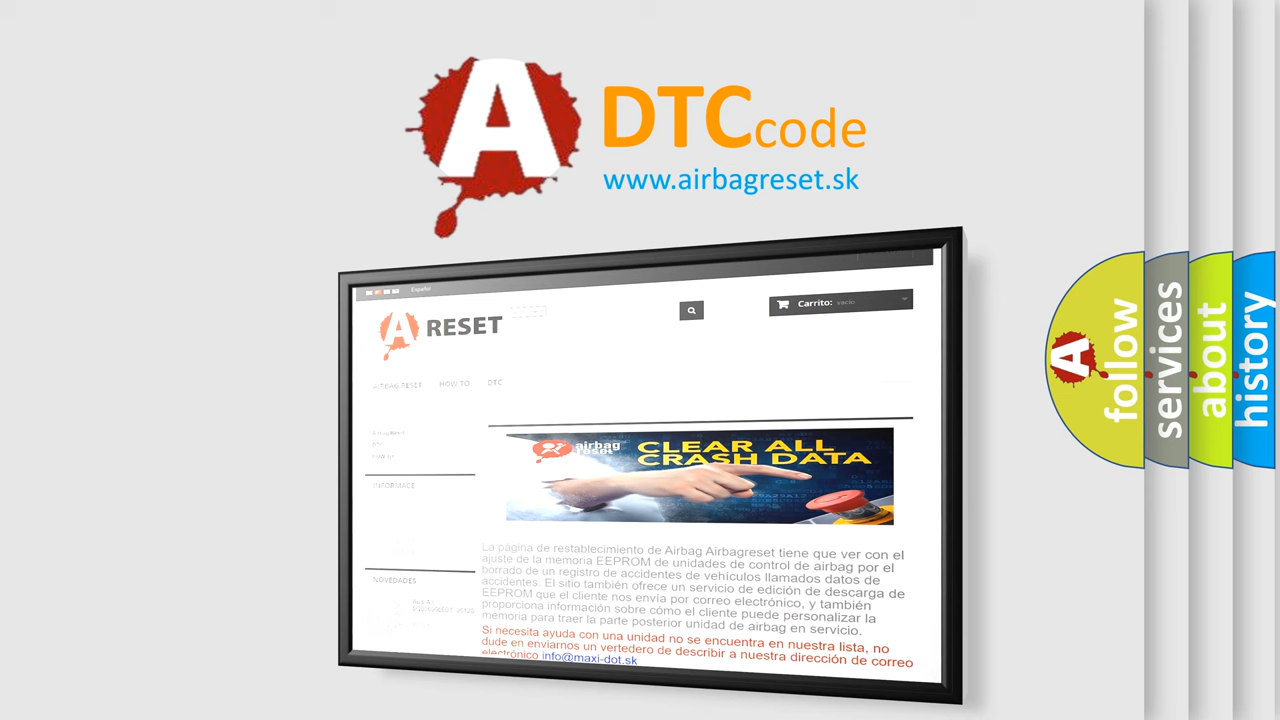 A DTCcode
www.airbagreset.sk
Español
A RESET
Carrito: vacío
AIRBAG RESET HOW TO DTC
INFORMACE
airbag reset
CLEAR ALL
CRASH DATA
La página de restablecimiento de Airbag Airbagreset tiene que ver con el
ajuste de la memoria EEPROM de unidades de control de airbag por el
borrado de un registro de accidentes de vehículos llamados datos de
accidentes. El sitio también ofrece un servicio de edición de descarga de
EEPROM que el cliente nos envía por correo electrónico, y también
proporciona información sobre cómo el cliente puede personalizar la
memoria para traer la parte posterior unidad de airbag en servicio.
Si necesita ayuda con una unidad no se encuentra en nuestra lista, no
dude en enviarnos un vertedero de describir a nuestra dirección de correo
electrónico info@maxi-dot.sk
NOVEDADES
A follow
services
about
history